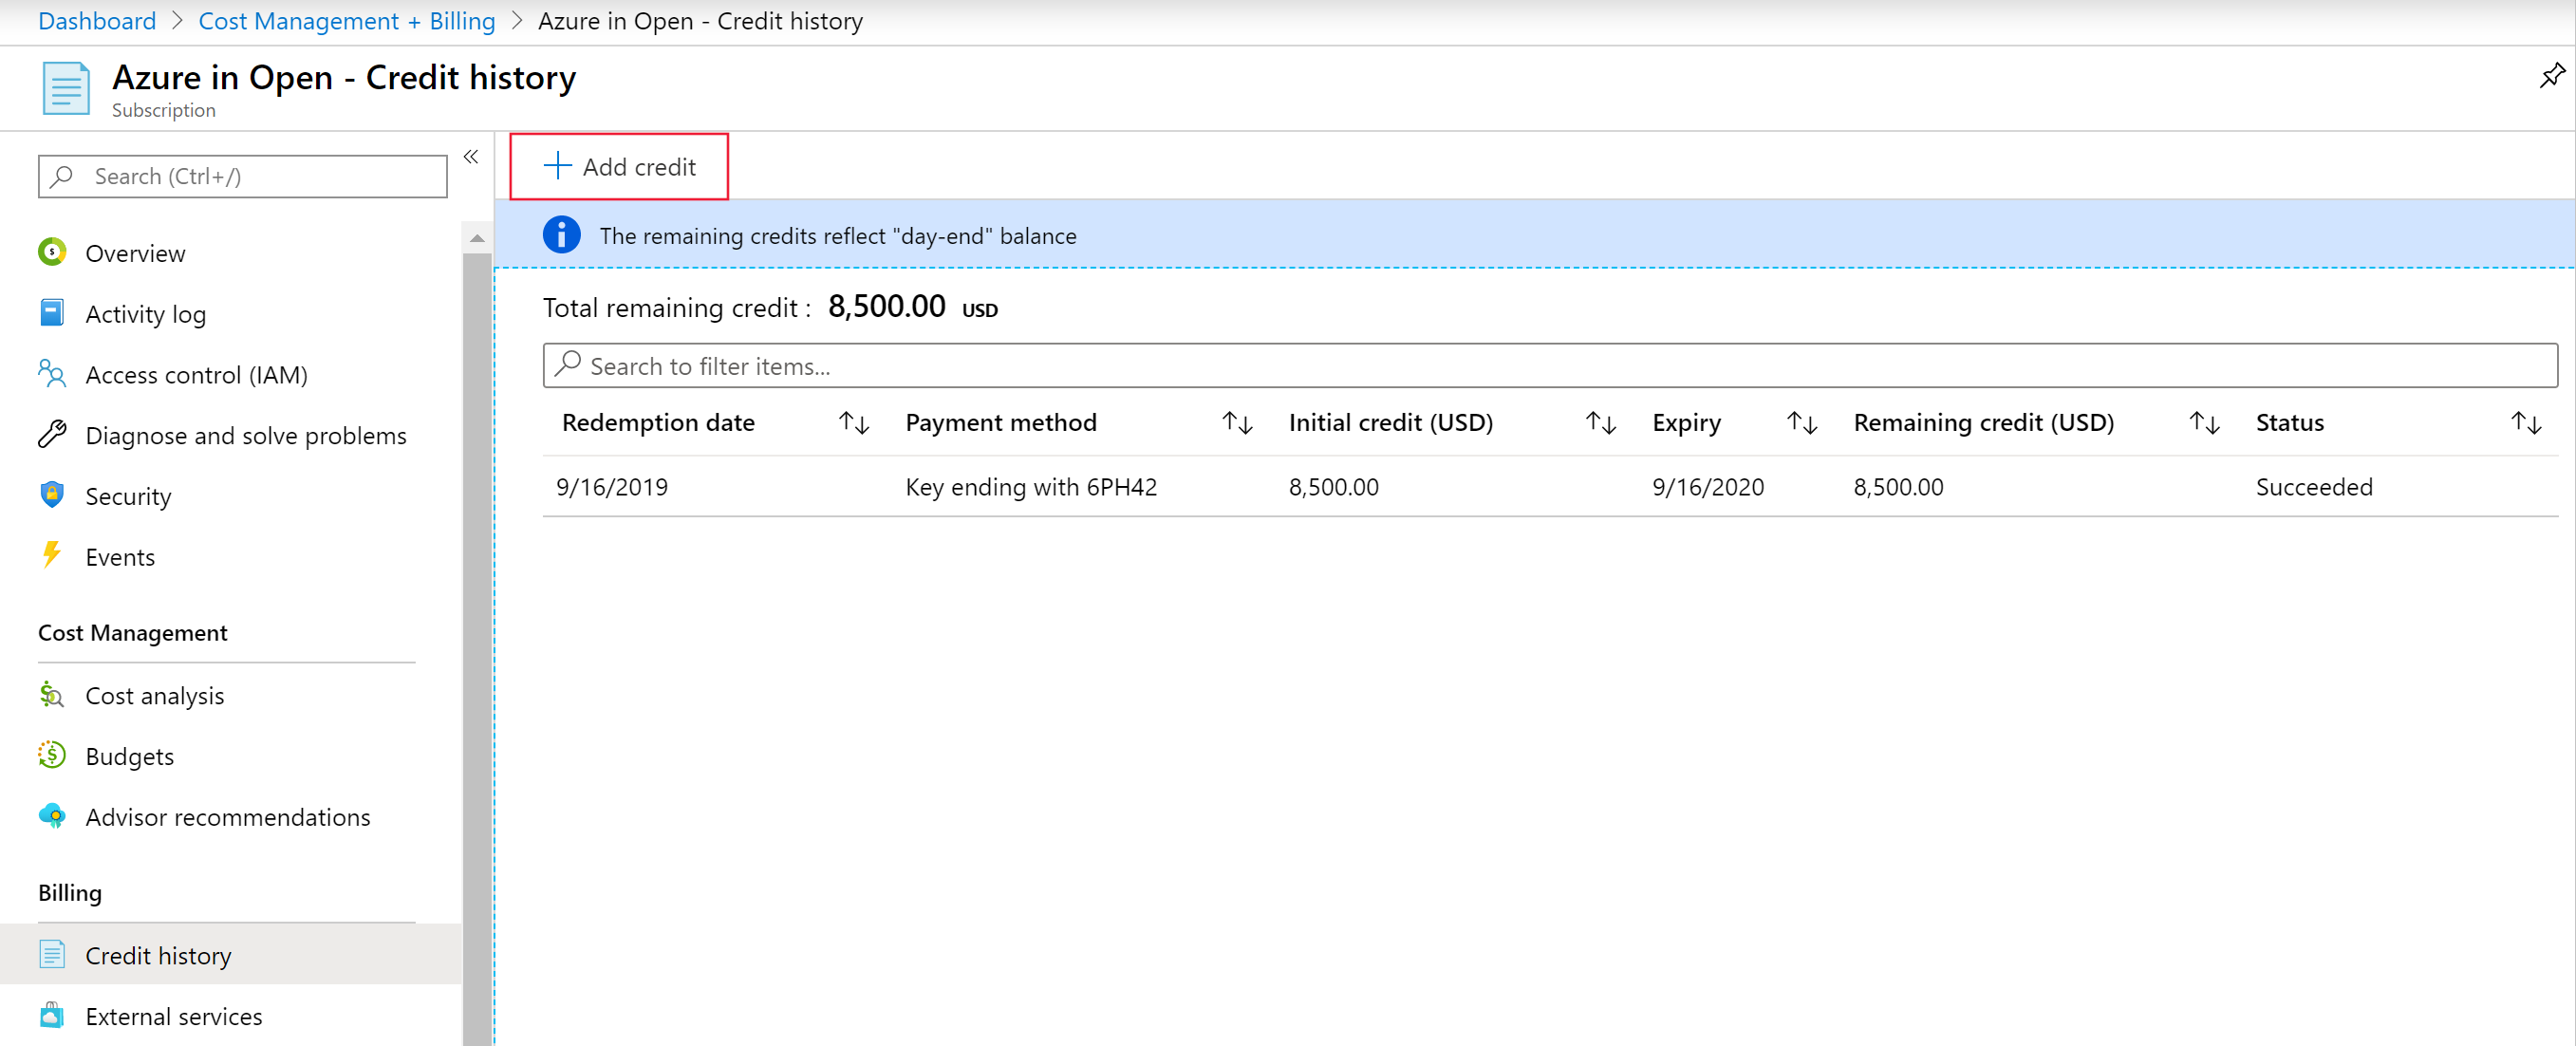 Dashboard > Cost Management + Billing > Azure in Open - Credit history
Azure in Open - Credit history
Subscription
Search (Ctrl+/)
Overview
Activity log
Access control (IAM)
Diagnose and solve problems
Security
Events
Cost Management
Cost analysis
Budgets
Advisor recommendations
Billing
Credit history
External services
Add credit
The remaining credits reflect "day-end" balance
Total remaining credit : 8,500.00 USD
Search to filter items...
Redemption date Payment method Initial credit (USD) Expiry Remaining credit (USD) Status
9/16/2019 Key ending with 6PH42 8,500.00 9/16/2020 8,500.00 Succeeded